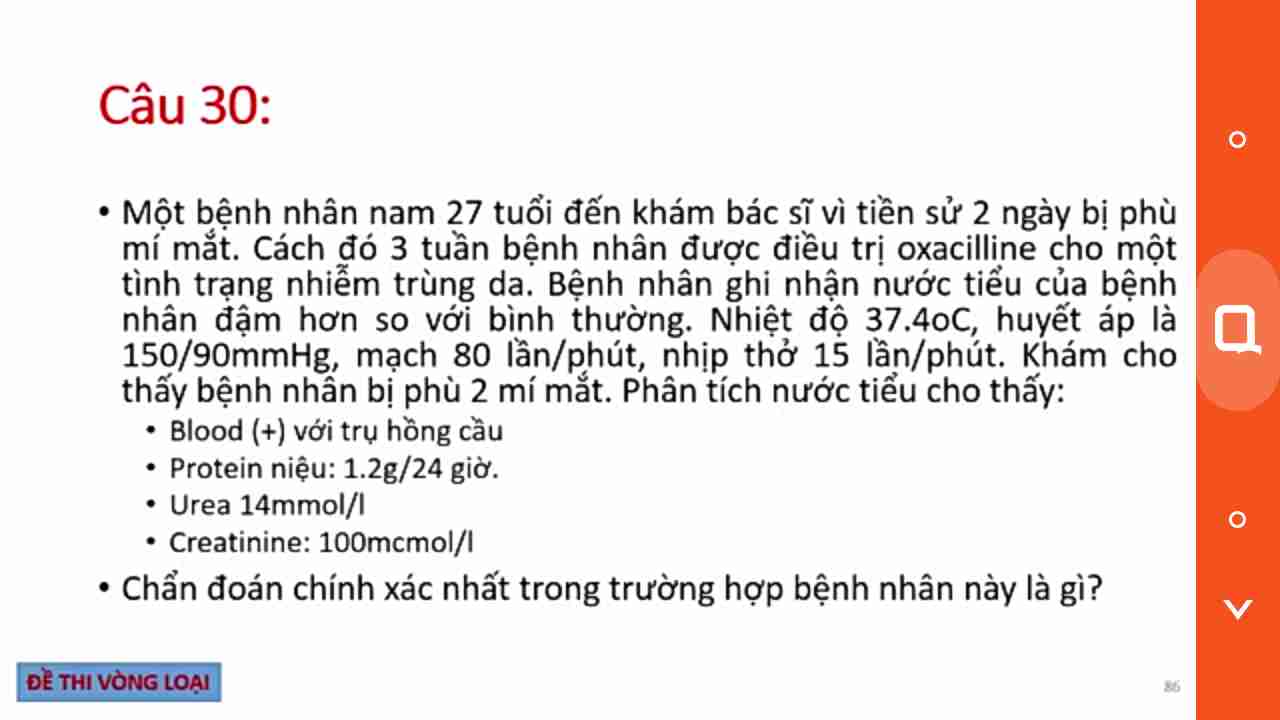 Câu 30:
• Một bệnh nhân nam 27 tuổi đến khám bác sĩ vì tiền sử 2 ngày bị phù
mí mắt. Cách đó 3 tuần bệnh nhân được điều trị oxacilline cho một
tình trạng nhiễm trùng da. Bệnh nhân ghi nhận nước tiểu của bệnh
nhân đậm hơn so với bình thường. Nhiệt độ 37.4oC, huyết áp là
150/90mmHg, mạch 80 lần/phút, nhịp thở 15 lần/phút. Khám cho
thấy bệnh nhân bị phù 2 mí mắt. Phân tích nước tiểu cho thấy:
• Blood (+) với trụ hồng cầu
• Protein niệu: 1.2g/24 giờ.
• Urea 14mmol/l
• Creatinine: 100mcmol/l
• Chẩn đoán chính xác nhất trong trường hợp bệnh nhân này là gì?
ĐỀ THI VÒNG LOẠI
86